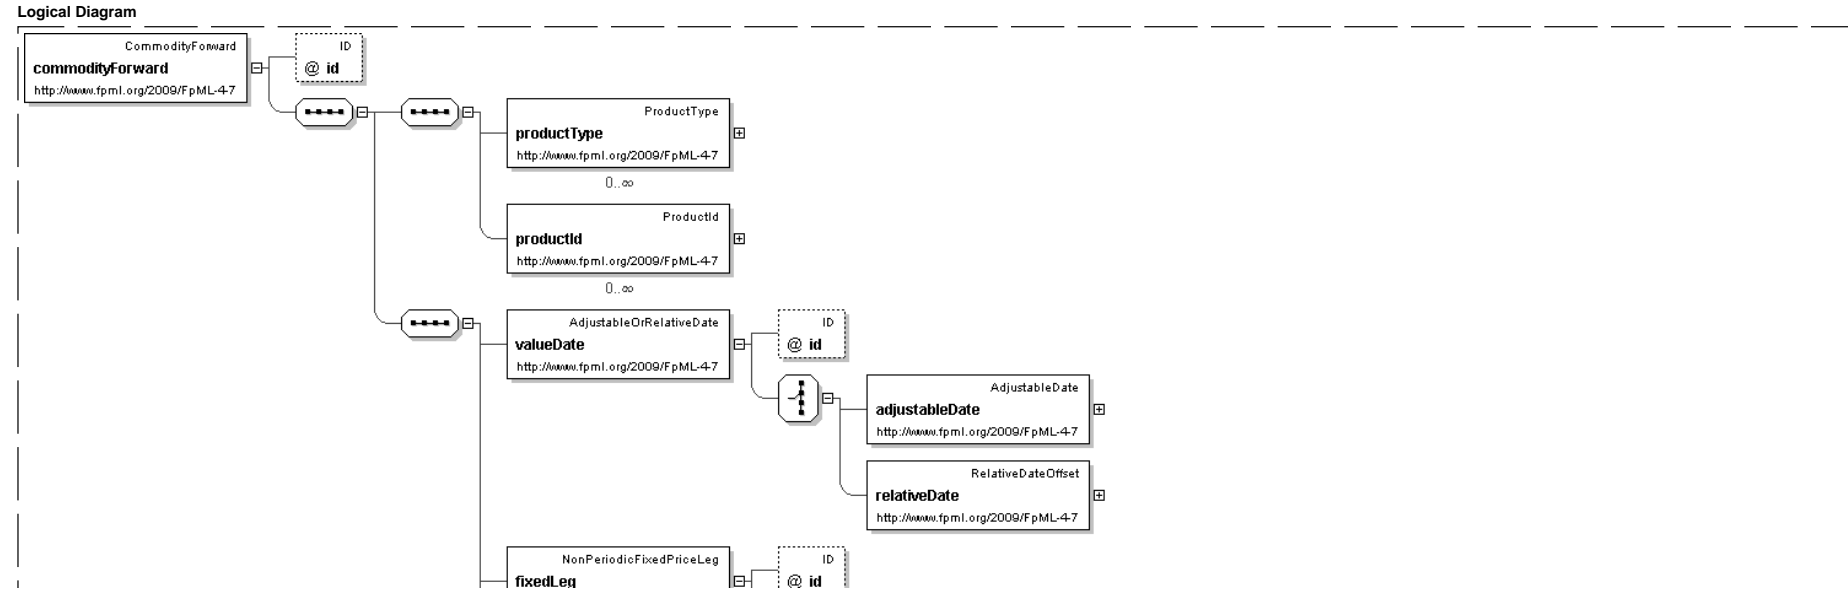 Logical Diagram
CommodityForward
commodityForward
http://www.fpml.org/2009/FpML-4-7
ID
@ id
ProductType
productType
http://www.fpml.org/2009/FpML-4-7
0..∞
ProductId
productId
http://www.fpml.org/2009/FpML-4-7
0..∞
AdjustableOrRelativeDate
valueDate
http://www.fpml.org/2009/FpML-4-7
ID
@ id
AdjustableDate
adjustableDate
http://www.fpml.org/2009/FpML-4-7
RelativeDateOffset
relativeDate
http://www.fpml.org/2009/FpML-4-7
NonPeriodicFixedPriceLeg
fixedLeg
ID
@ id